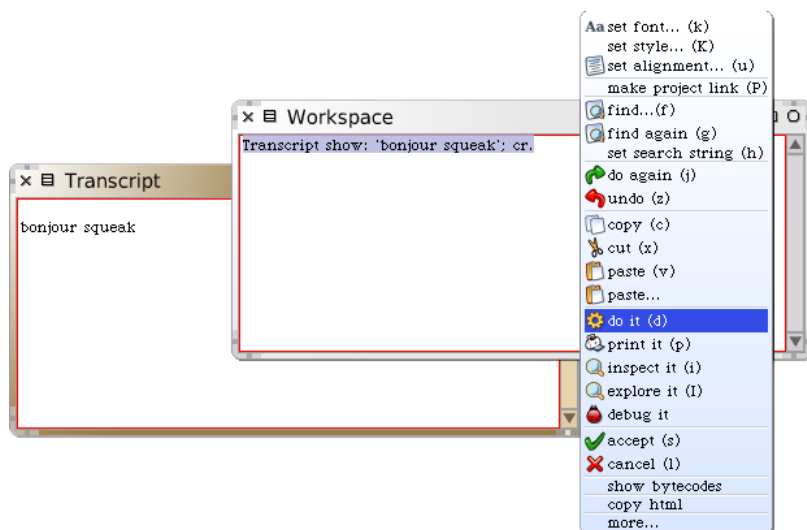 Workspace
Transcript show: 'bonjour squeak'; cr.
Transcript
bonjour squeak
Aa set font... (k)
set style... (K)
set alignment... (u)
make project link (P)
find...(f)
find again (g)
set search string (h)
do again (j)
undo (z)
copy (c)
cut (x)
paste (v)
paste...
do it (d)
print it (p)
inspect it (i)
explore it (I)
debug it
accept (s)
cancel (l)
show bytecodes
copy html
more...